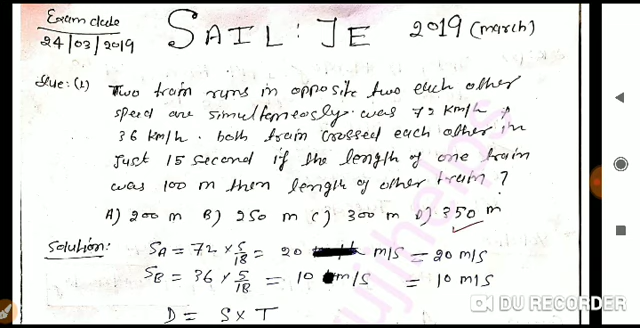 Exam date
24/03/2019
SAIL: JE 2019 (march)
Que:(1) Two train runs in opposite two each other
speed are simultaneously was 72 km/h
36 km/h. both train crossed each other in
Just 15 second if the length of one train
was 100 m then length of other train?
A) 200 m B) 250 m C) 300 m D) 350 m
Solution: SA = 72 x 5/18 = 20 m/s = 20 m/s
SB = 36 x 5/18 = 10 m/s = 10 m/s
D = S x T
DU RECORDER